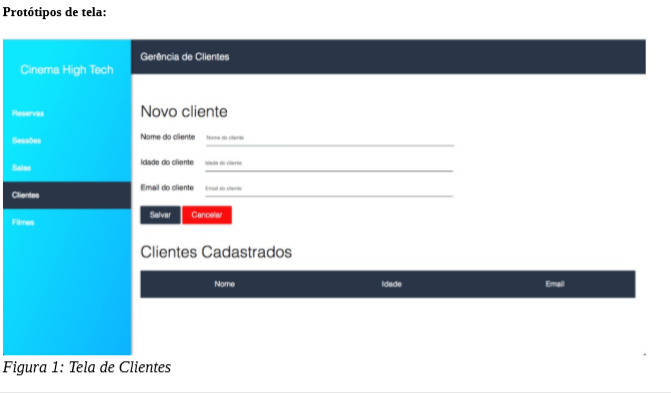 Protótipos de tela:
Cinema High Tech
Reservas
Sessões
Salas
Clientes
Filmes
Gerência de Clientes
Novo cliente
Nome do cliente Nome do cliente
Idade do cliente Idade do cliente
Email do cliente Email do cliente
Salvar Cancelar
Clientes Cadastrados
Nome Idade Email
Figura 1: Tela de Clientes